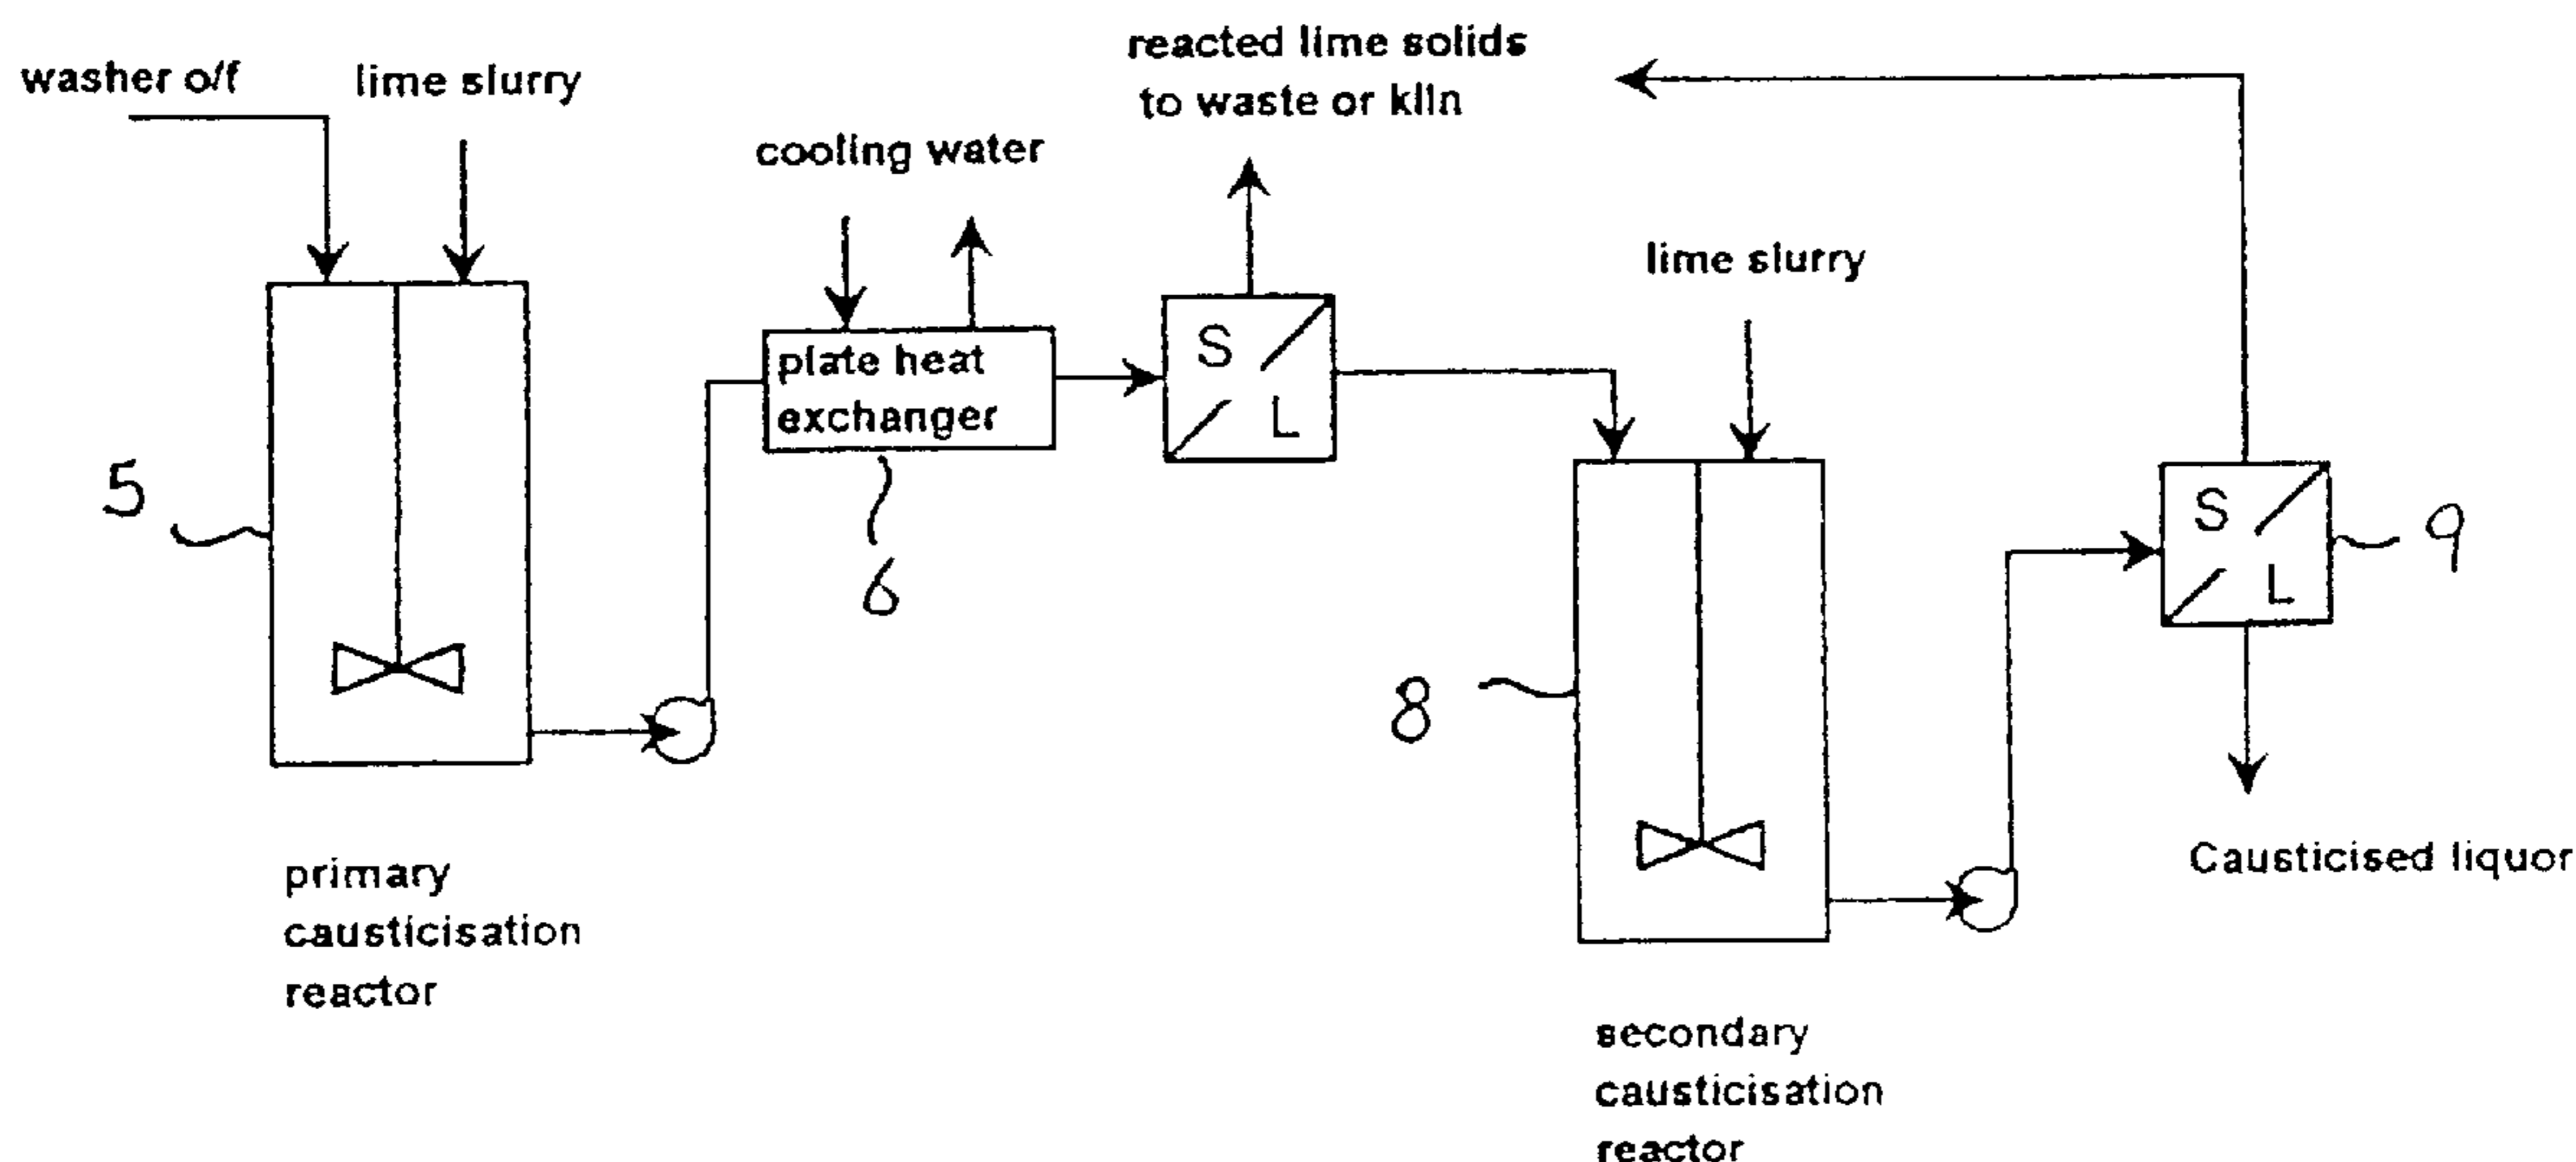 reacted lime solids
to waste or kiln
washer o/f
lime slurry
cooling water
lime slurry
plate heat
exchanger
S
L
5
6
S
L
9
8
Causticised liquor
primary
causticisation
reactor
secondary
causticisation
reactor